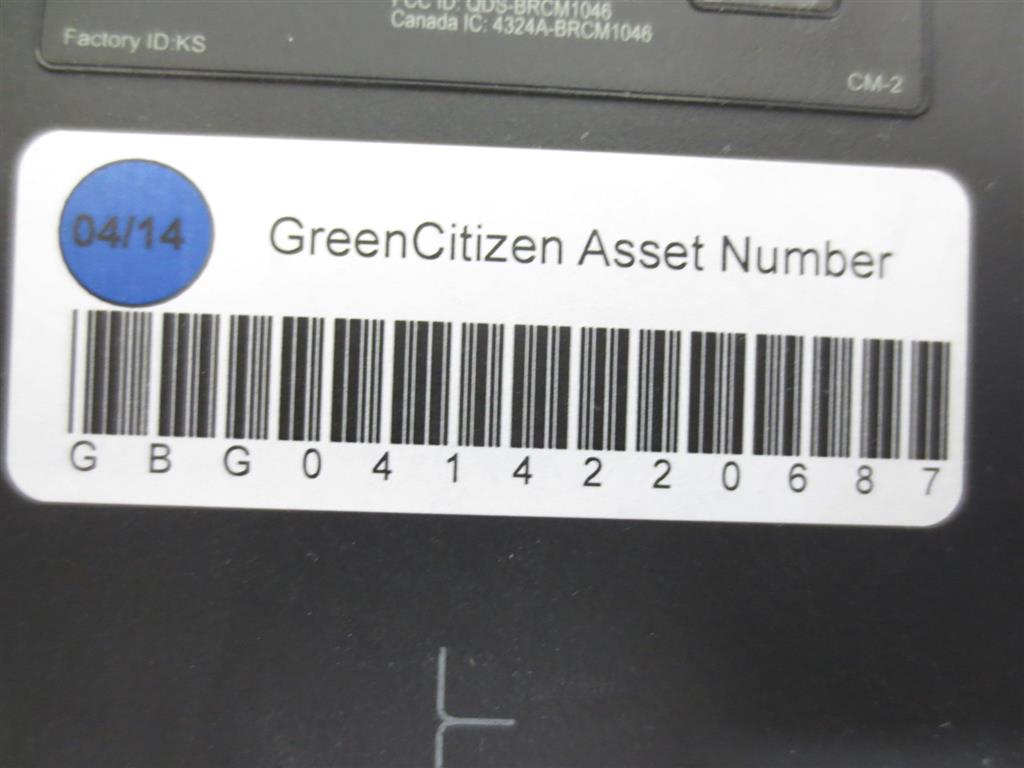 FCC ID: QDS-BRCM1046
Canada IC: 4324A-BRCM1046
Factory ID:KS
CM-2
04/14
GreenCitizen Asset Number
GBG0414220687